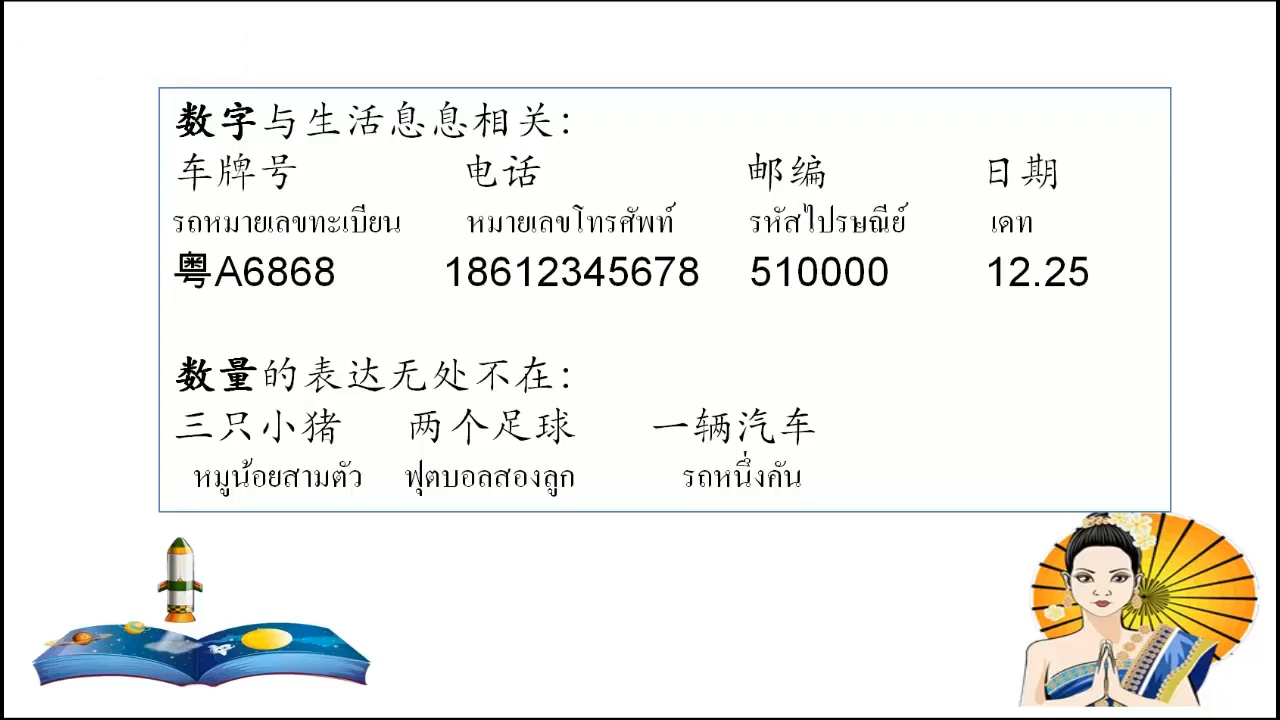 数字与生活息息相关：
车牌号 电话 邮编 日期
รถหมายเลขทะเบียน หมายเลขโทรศัพท์ รหัสไปรษณีย์ เดท
粤A6868 18612345678 510000 12.25
数量的表达无处不在：
三只小猪 两个足球 一辆汽车
หมูน้อยสามตัว ฟุตบอลสองลูก รถหนึ่งคัน